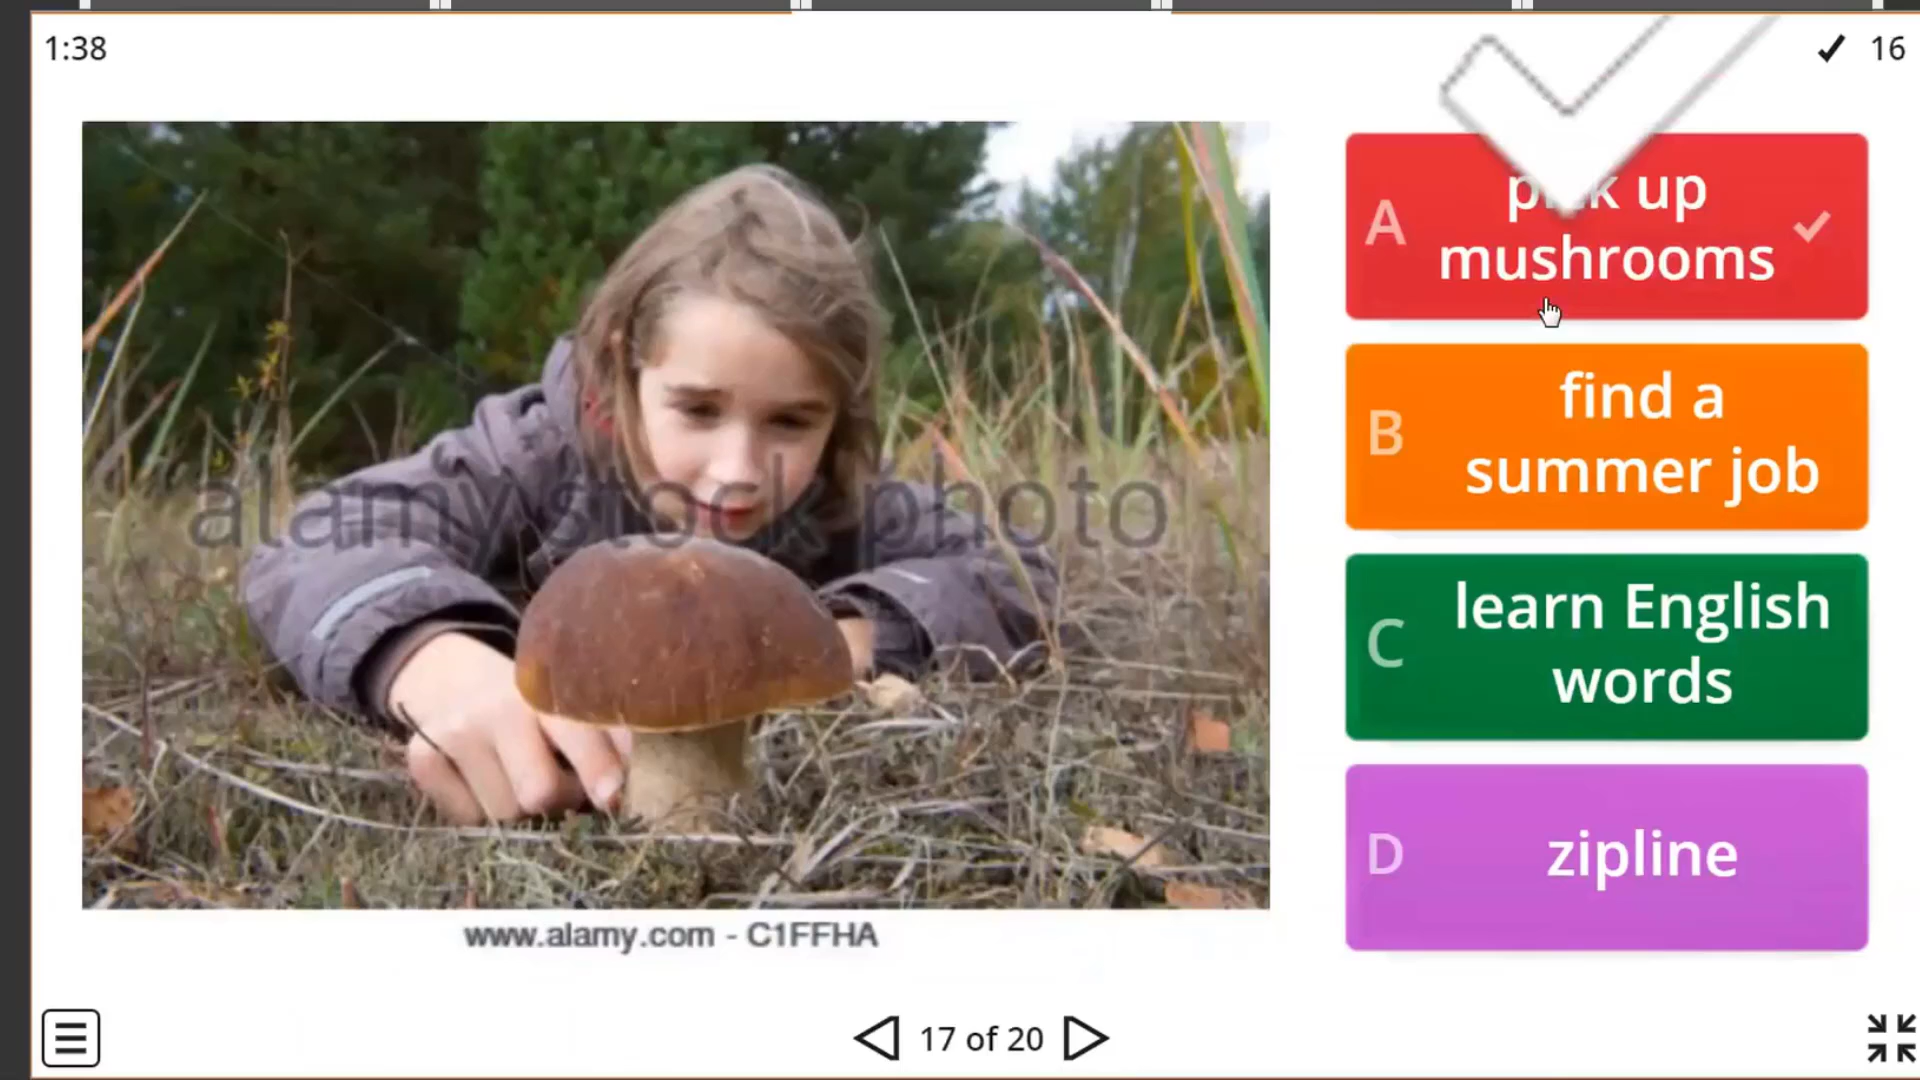 1:38
16
A
pick up
mushrooms
B
find a
summer job
C
learn English
words
D
zipline
alamy stock photo
www.alamy.com - C1FFHA
17 of 20